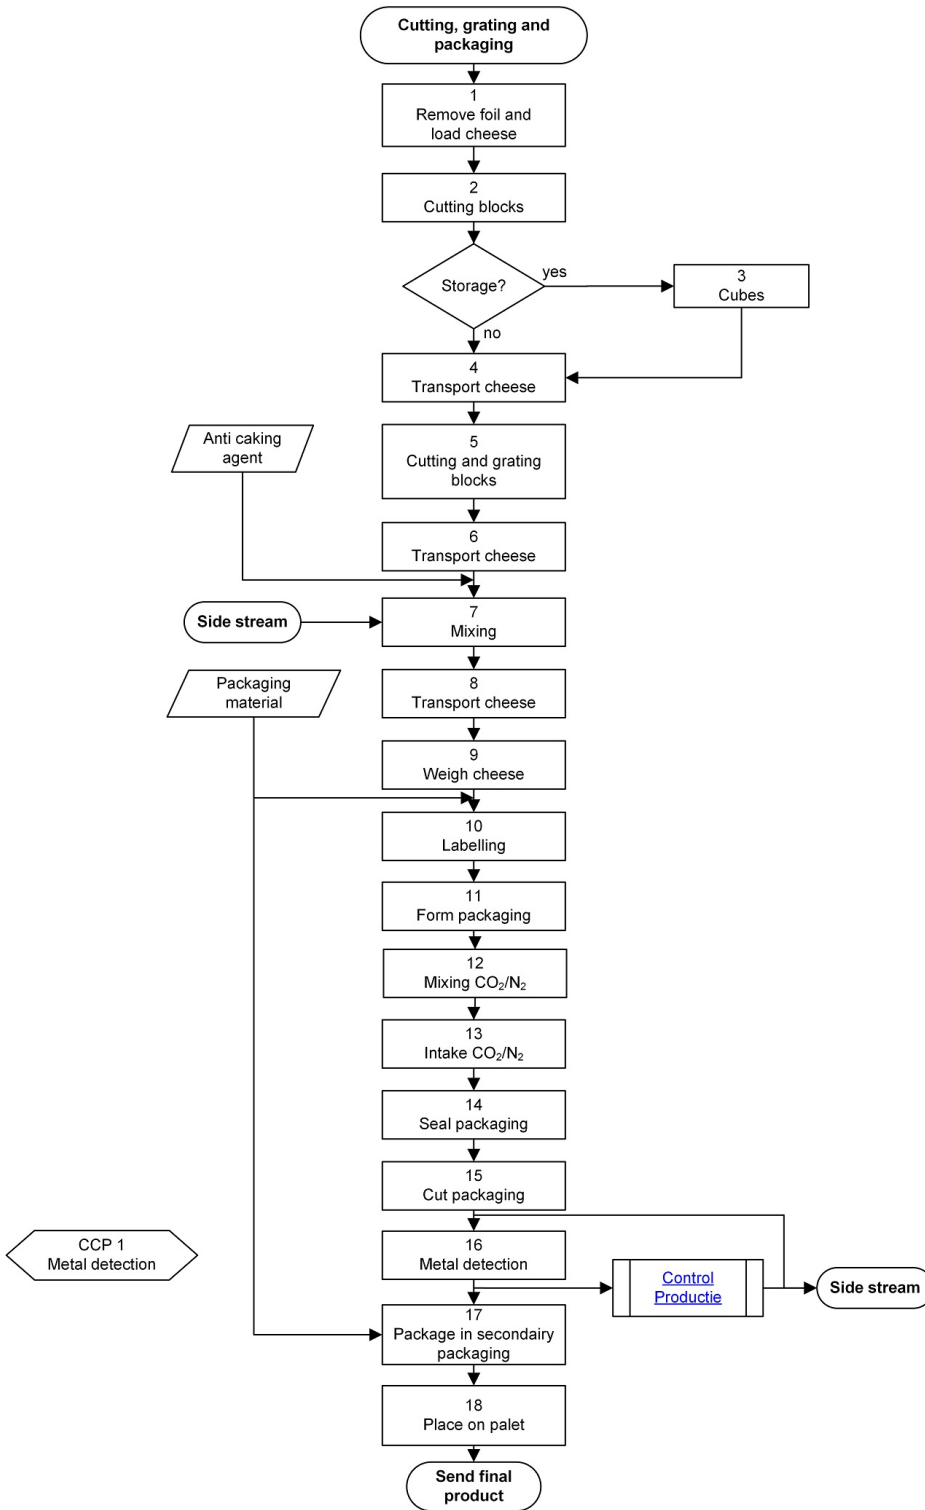 Cutting, grating and
packaging
1
Remove foil and
load cheese
2
Cutting blocks
Storage?
yes
3
Cubes
no
4
Transport cheese
Anti caking
agent
5
Cutting and grating
blocks
6
Transport cheese
Side stream
7
Mixing
Packaging
material
8
Transport cheese
9
Weigh cheese
10
Labelling
11
Form packaging
12
Mixing CO₂/N₂
13
Intake CO₂/N₂
14
Seal packaging
15
Cut packaging
CCP 1
Metal detection
16
Metal detection
Control
Productie
Side stream
17
Package in secondairy
packaging
18
Place on palet
Send final
product